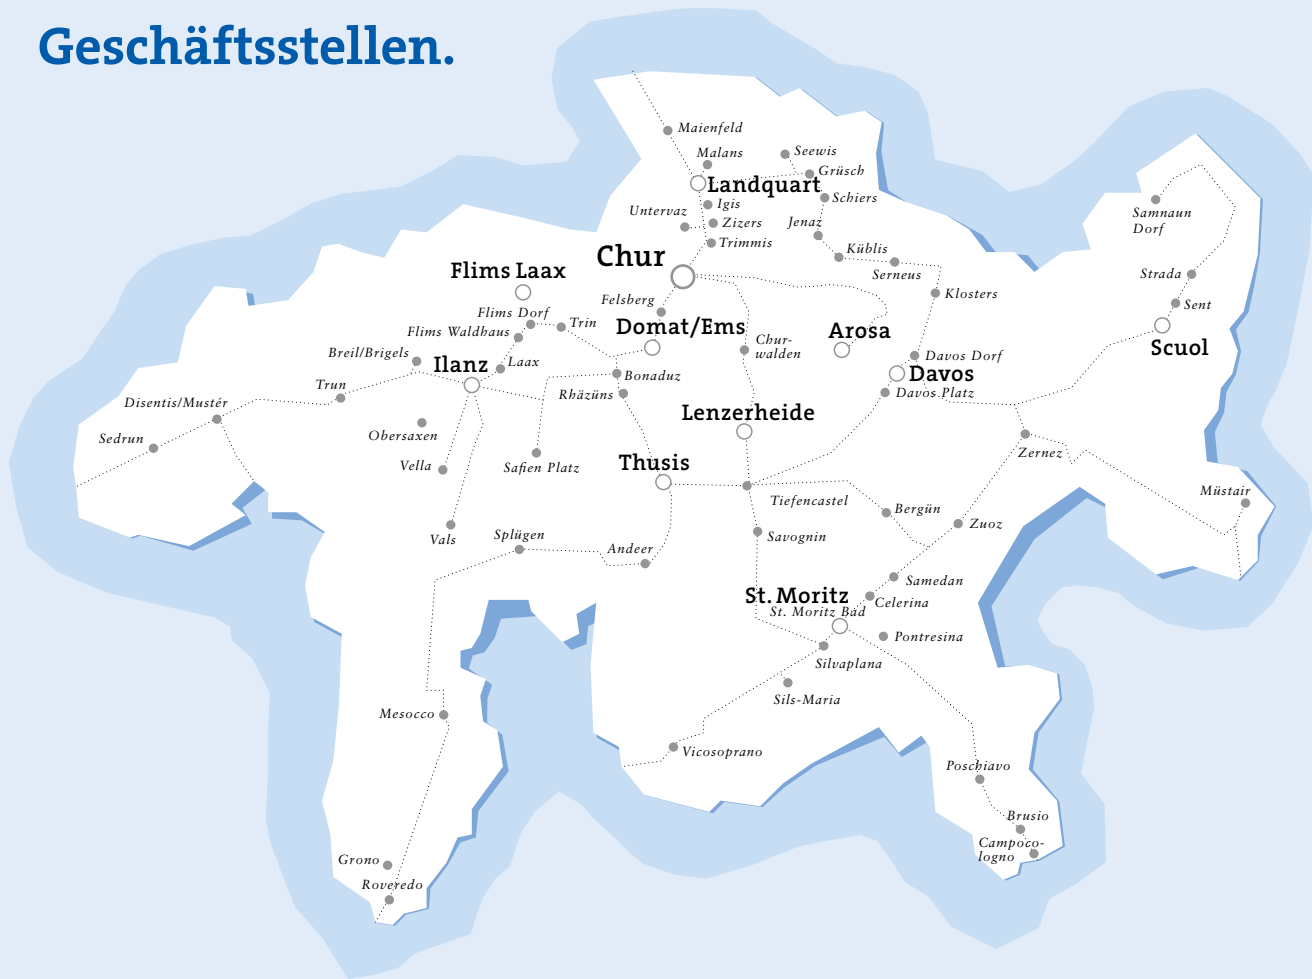 Geschäftsstellen.
Maienfeld
Malans
Seewis
Grüsch
Landquart
Schiers
Igis
Untervaz
Zizers
Jenaz
Trimmis
Chur
Küblis
Serneus
Klosters
Samnaun
Dorf
Strada
Sent
Scuol
Flims Laax
Felsberg
Flims Dorf
Trin
Flims Waldhaus
Domat/Ems
Arosa
Chur-
walden
Breil/Brigels
Ilanz
Laax
Davos Dorf
Davos
Davos Platz
Trun
Bonaduz
Rhäzüns
Disentis/Mustér
Lenzerheide
Sedrun
Obersaxen
Vella
Safien Platz
Thusis
Zernez
Müstair
Tiefencastel
Bergün
Zuoz
Vals
Splügen
Andeer
Savognin
Samedan
St. Moritz
Celerina
St. Moritz Bad
Pontresina
Silvaplana
Sils-Maria
Mesocco
Vicosoprano
Poschiavo
Brusio
Campoco-
logno
Grono
Roveredo